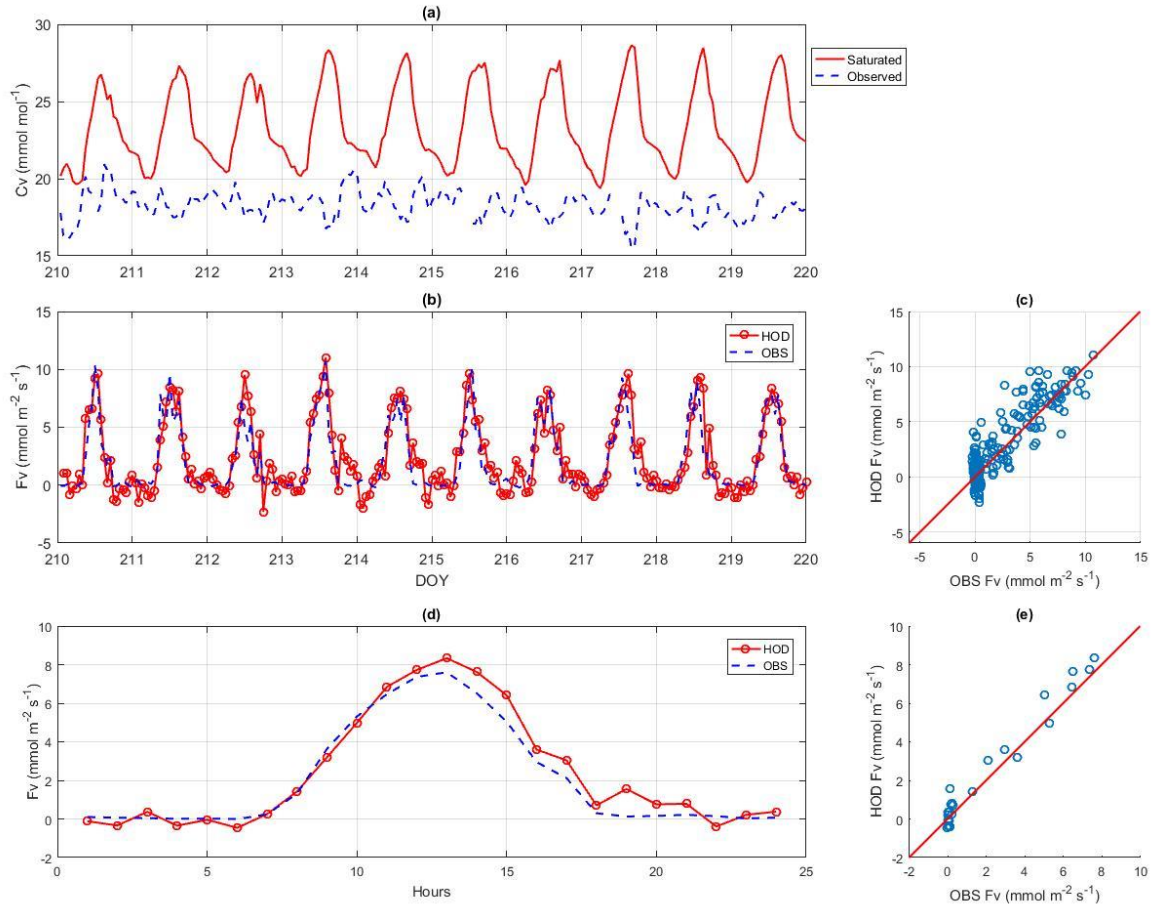 (a)
30
25
20
15
Cv (mmol mol⁻¹)
210 211 212 213 214 215 216 217 218 219 220
Saturated
Observed
(b)
15
10
5
0
-5
Fv (mmol m⁻² s⁻¹)
HOD
OBS
210 211 212 213 214 215 216 217 218 219 220
DOY
(c)
15
10
5
0
-5
HOD Fv (mmol m⁻² s⁻¹)
-5 0 5 10 15
OBS Fv (mmol m⁻² s⁻¹)
(d)
10
8
6
4
2
0
-2
Fv (mmol m⁻² s⁻¹)
HOD
OBS
0 5 10 15 20 25
Hours
(e)
10
8
6
4
2
0
-2
HOD Fv (mmol m⁻² s⁻¹)
-2 0 2 4 6 8 10
OBS Fv (mmol m⁻² s⁻¹)